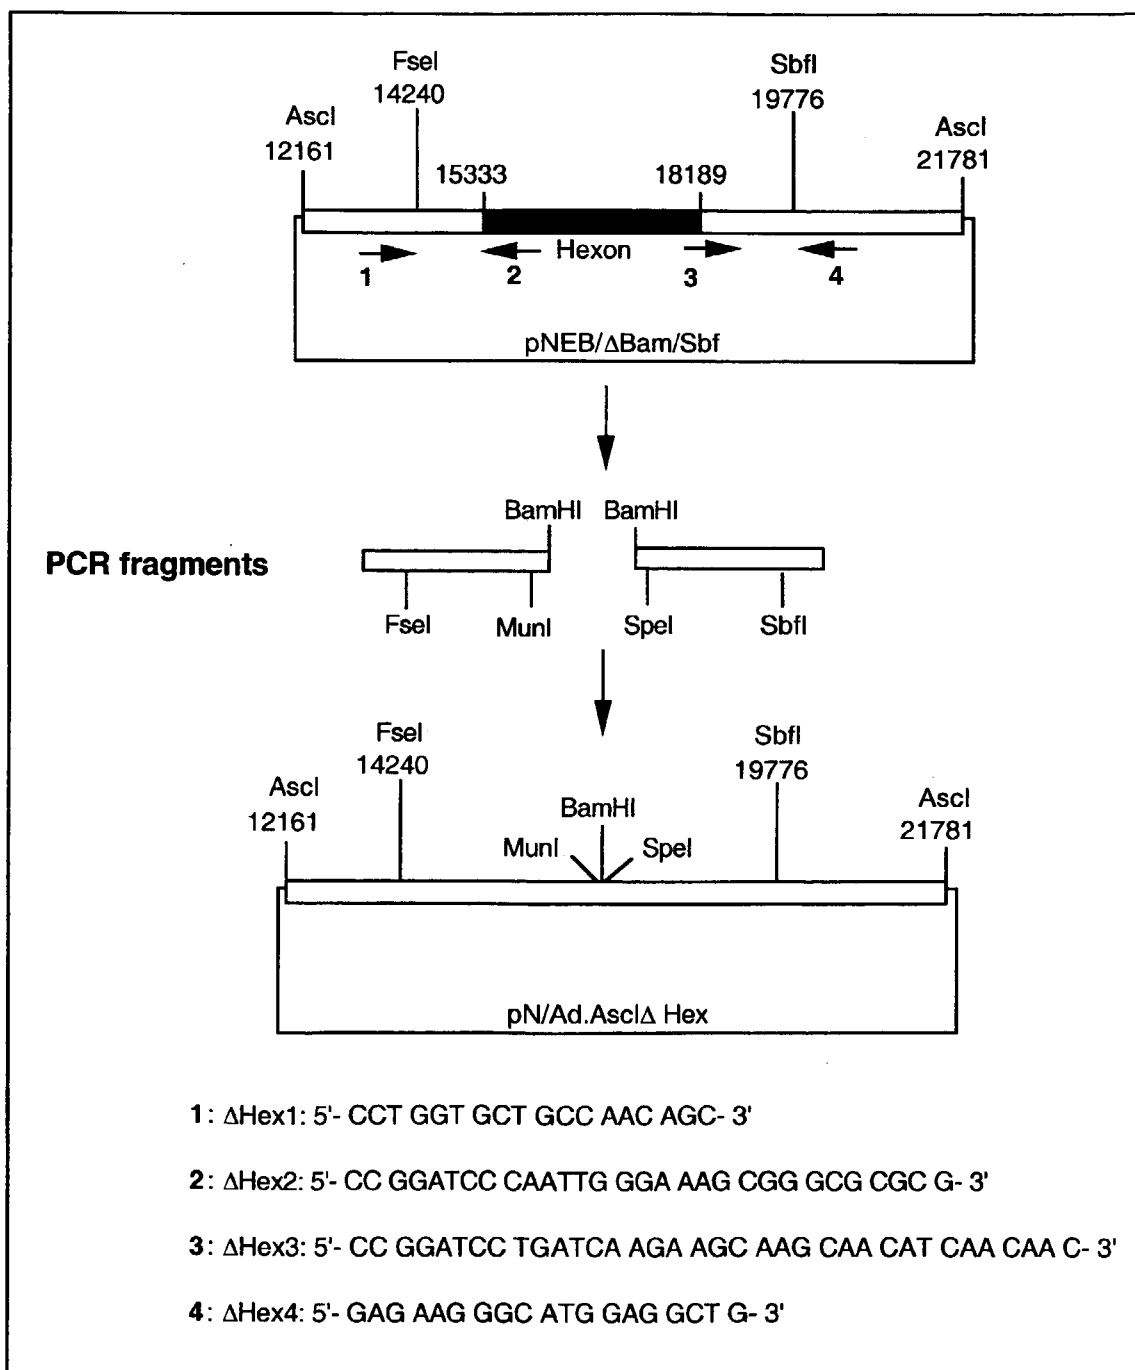 FseI
14240
SbfI
19776
AscI
12161
AscI
21781
15333
18189
Hexon
1
2
3
4
pNEB/ΔBam/Sbf
BamHI BamHI
PCR fragments
FseI MunI SpeI SbfI
FseI
14240
SbfI
19776
AscI
12161
BamHI
AscI
21781
MunI SpeI
pN/Ad.AscIΔ Hex
1: ΔHex1: 5'- CCT GGT GCT GCC AAC AGC- 3'
2: ΔHex2: 5'- CC GGATCC CAATTG GGA AAG CGG GCG CGC G- 3'
3: ΔHex3: 5'- CC GGATCC TGATCA AGA AGC AAG CAA CAT CAA CAA C- 3'
4: ΔHex4: 5'- GAG AAG GGC ATG GAG GCT G- 3'